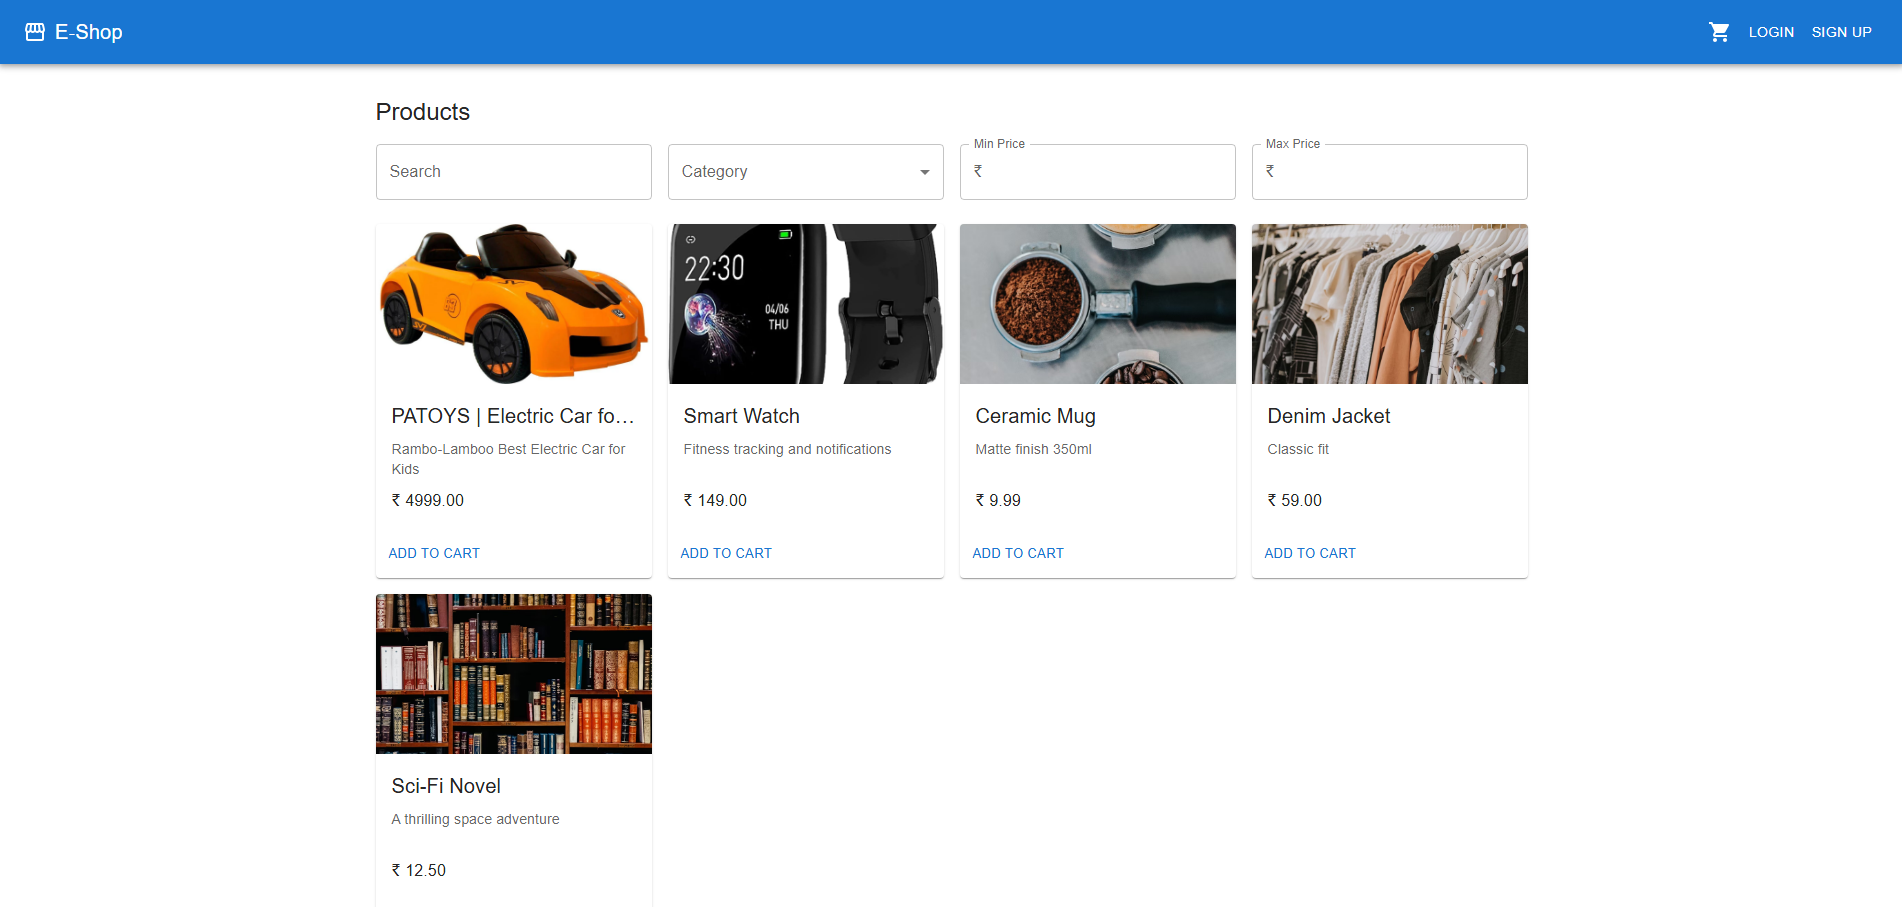 E-Shop
LOGIN SIGN UP
Products
Search
Category
Min Price
₹
Max Price
₹
22:30
04/06
THU
PATOYS | Electric Car fo…
Rambo-Lamboo Best Electric Car for
Kids
₹ 4999.00
ADD TO CART
Smart Watch
Fitness tracking and notifications
₹ 149.00
ADD TO CART
Ceramic Mug
Matte finish 350ml
₹ 9.99
ADD TO CART
Denim Jacket
Classic fit
₹ 59.00
ADD TO CART
Sci-Fi Novel
A thrilling space adventure
₹ 12.50